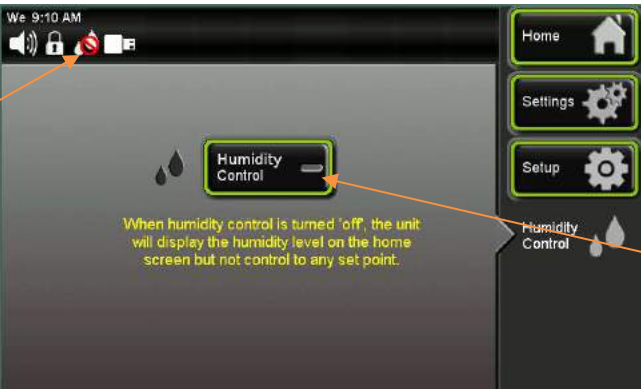 We 9:10 AM
Home
Settings
Setup
Humidity
Control
Humidity
Control
When humidity control is turned 'off', the unit
will display the humidity level on the home
screen but not control to any set point.